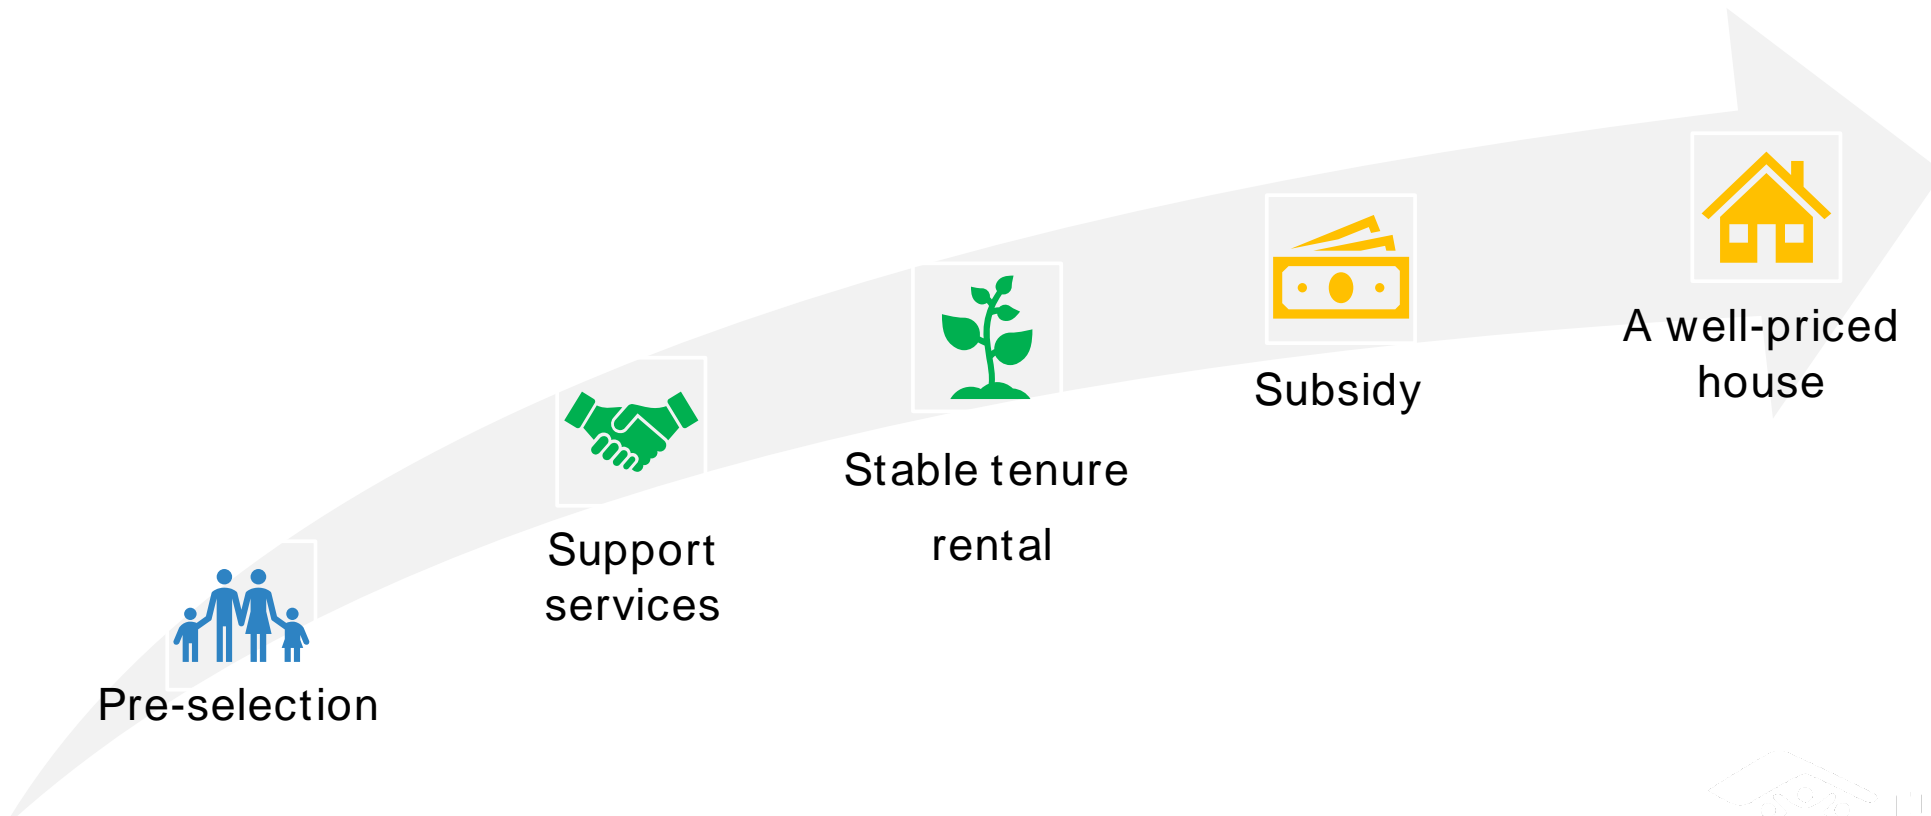 Pre-selection
Support
services
Stable tenure
rental
Subsidy
A well-priced
house